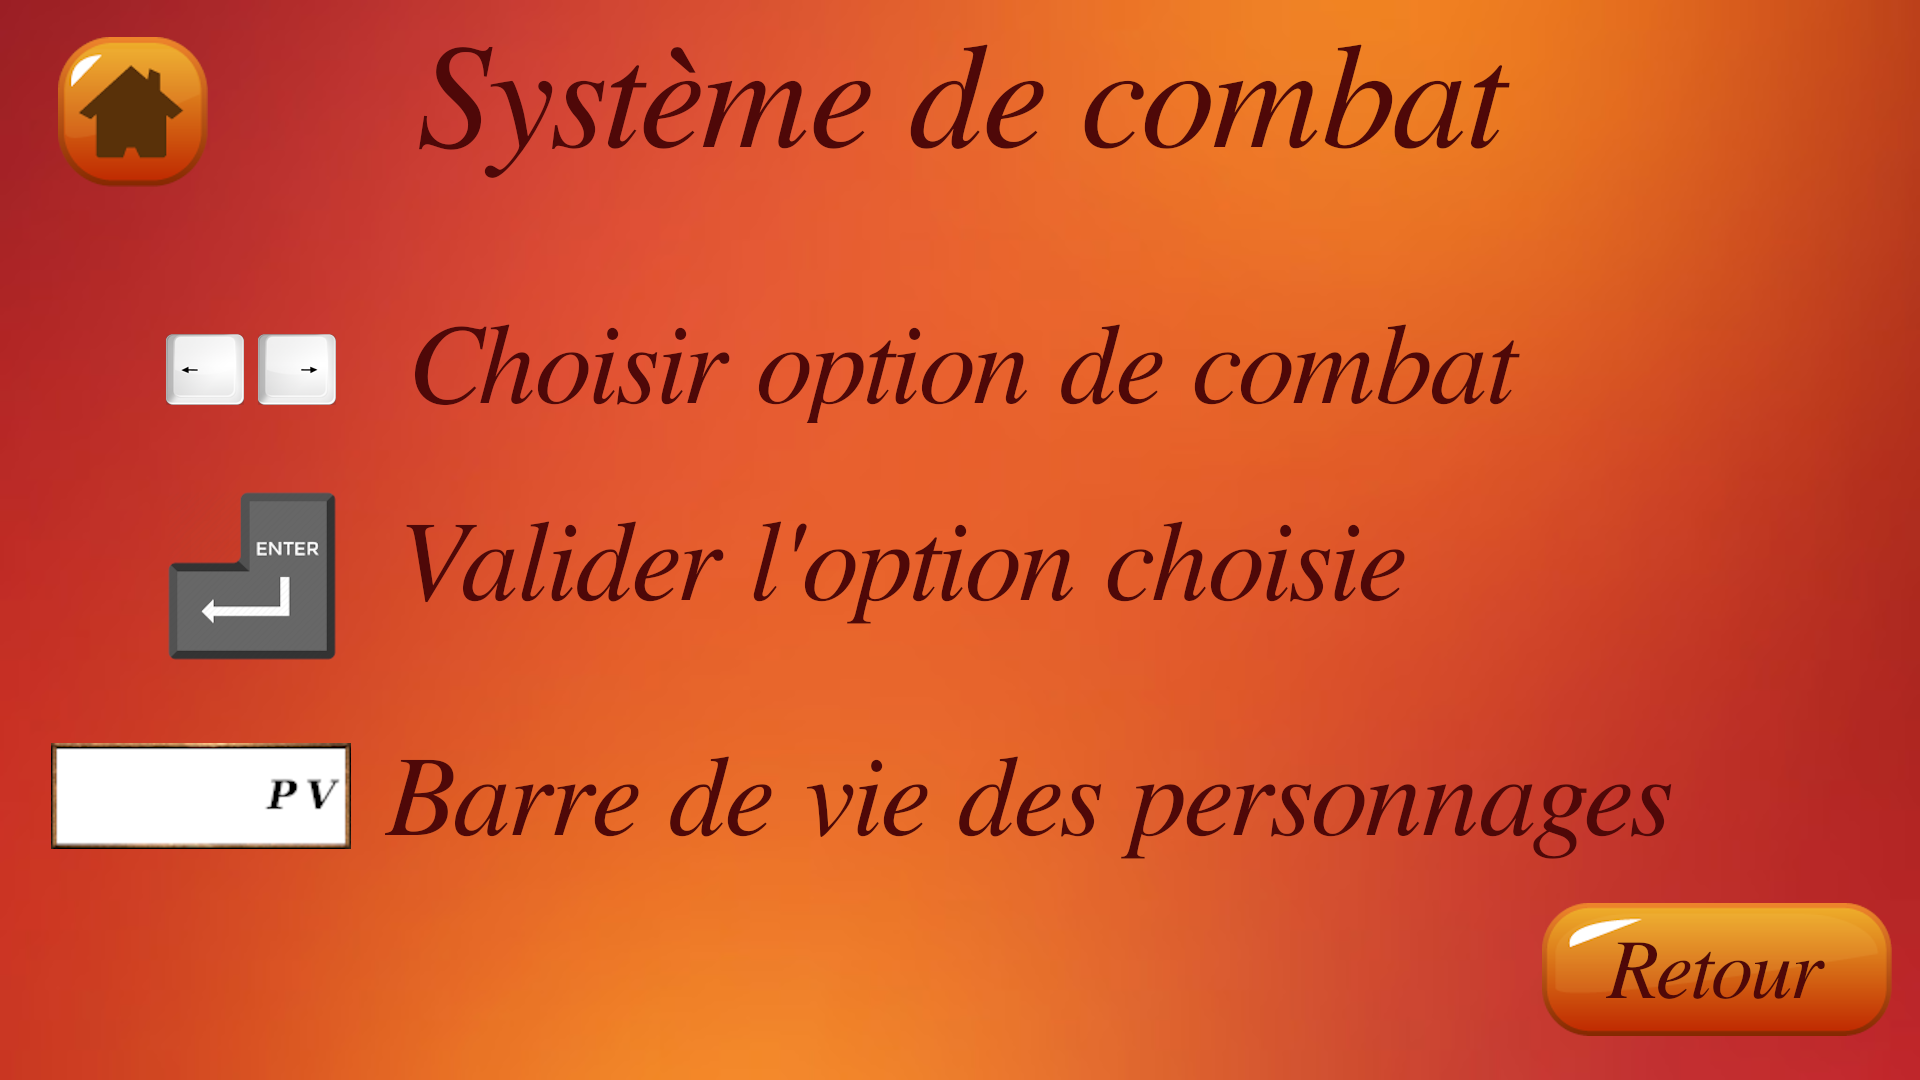 Système de combat
← → Choisir option de combat
ENTER
Valider l'option choisie
PV Barre de vie des personnages
Retour